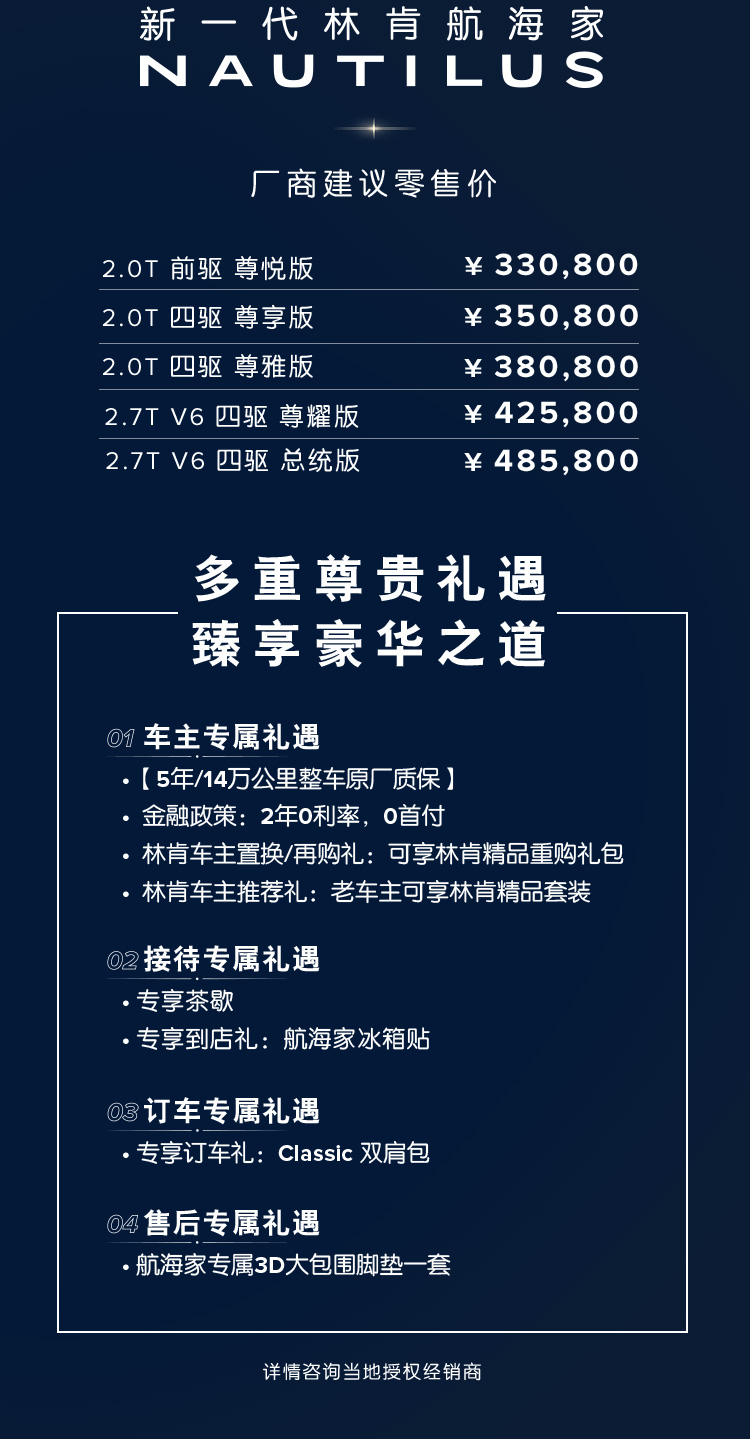 新一代林肯航海家
NAUTILUS
厂商建议零售价
2.0T 前驱 尊悦版 ¥ 330,800
2.0T 四驱 尊享版 ¥ 350,800
2.0T 四驱 尊雅版 ¥ 380,800
2.7T V6 四驱 尊耀版 ¥ 425,800
2.7T V6 四驱 总统版 ¥ 485,800
多重尊贵礼遇
臻享豪华之道
01 车主专属礼遇
•【5年/14万公里整车原厂质保】
• 金融政策：2年0利率，0首付
• 林肯车主置换/再购礼：可享林肯精品重购礼包
• 林肯车主推荐礼：老车主可享林肯精品套装
02 接待专属礼遇
• 专享茶歇
• 专享到店礼：航海家冰箱贴
03 订车专属礼遇
• 专享订车礼：Classic 双肩包
04 售后专属礼遇
• 航海家专属3D大包围脚垫一套
详情咨询当地授权经销商